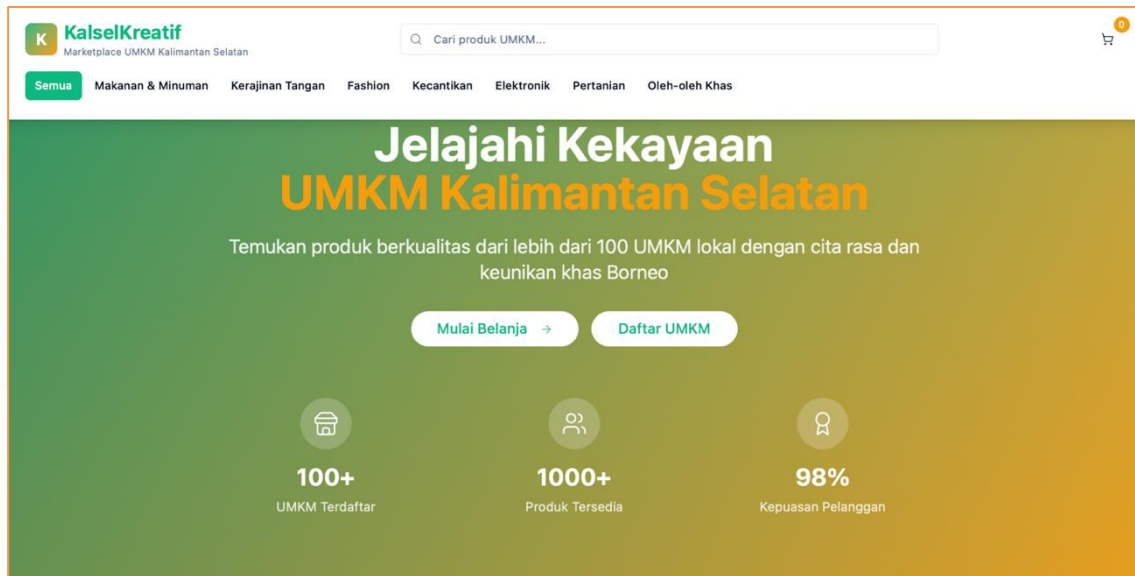 K
KalselKreatif
Marketplace UMKM Kalimantan Selatan
Cari produk UMKM...
0
Semua
Makanan & Minuman
Kerajinan Tangan
Fashion
Kecantikan
Elektronik
Pertanian
Oleh-oleh Khas
Jelajahi Kekayaan
UMKM Kalimantan Selatan
Temukan produk berkualitas dari lebih dari 100 UMKM lokal dengan cita rasa dan
keunikan khas Borneo
Mulai Belanja →
Daftar UMKM
100+
UMKM Terdaftar
1000+
Produk Tersedia
98%
Kepuasan Pelanggan